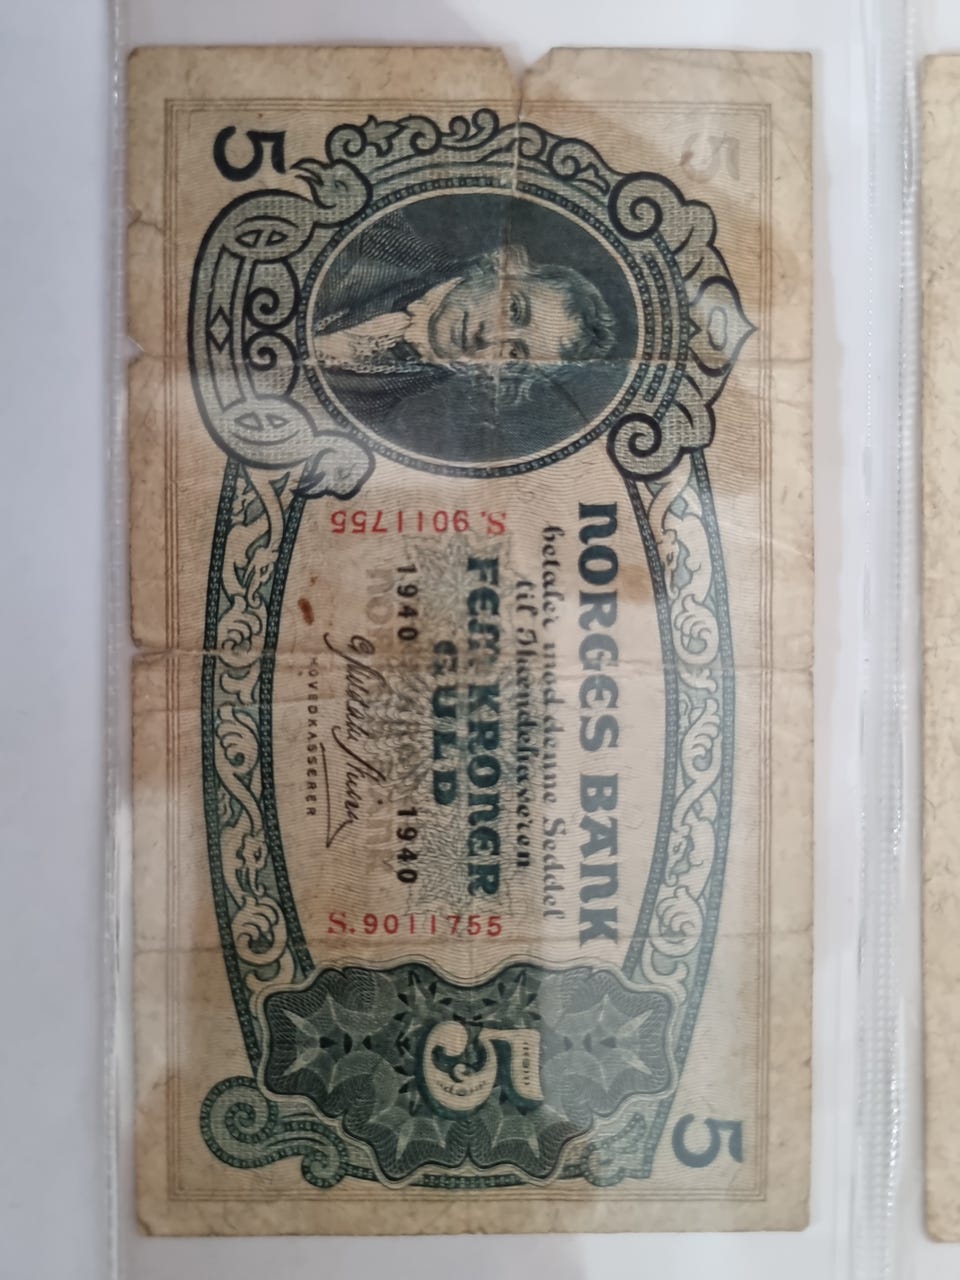 5
5
NORGES BANK
betaler mod denne Seddel
til Ihændehaveren
FEM KRONER
GULD
5
1940 1940
S.9011755
S.9011755
HOVEDKASSERER
5